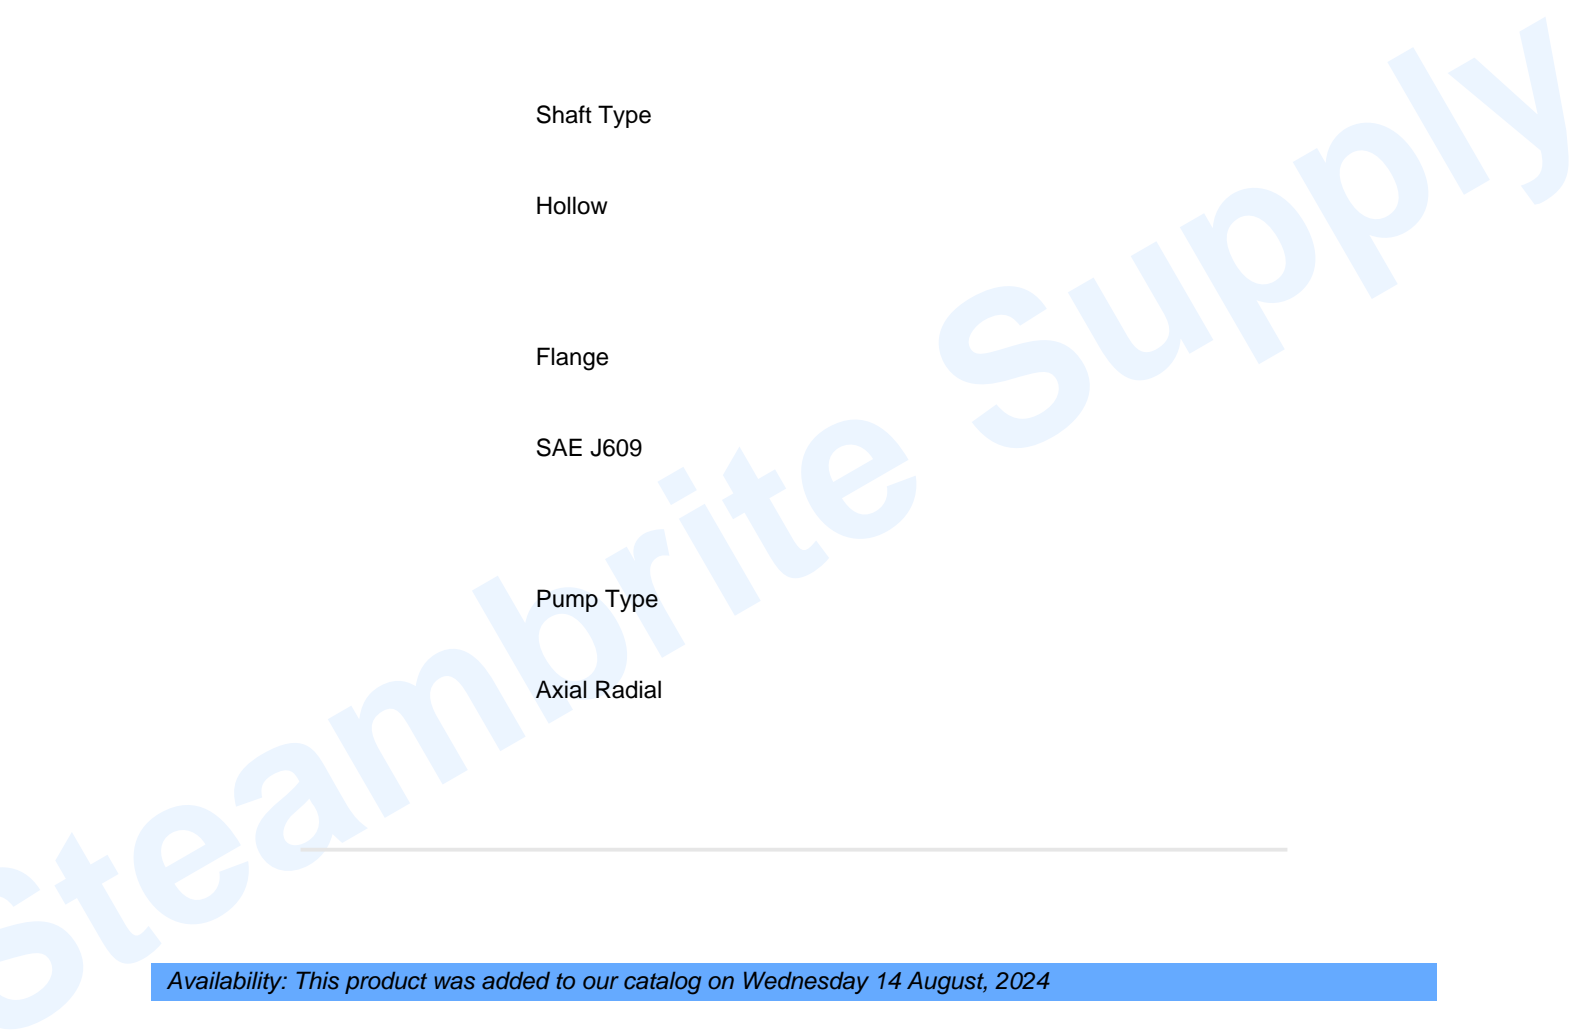 Shaft Type
Hollow
Flange
SAE J609
Pump Type
Axial Radial
Steambrite Supply
Availability: This product was added to our catalog on Wednesday 14 August, 2024